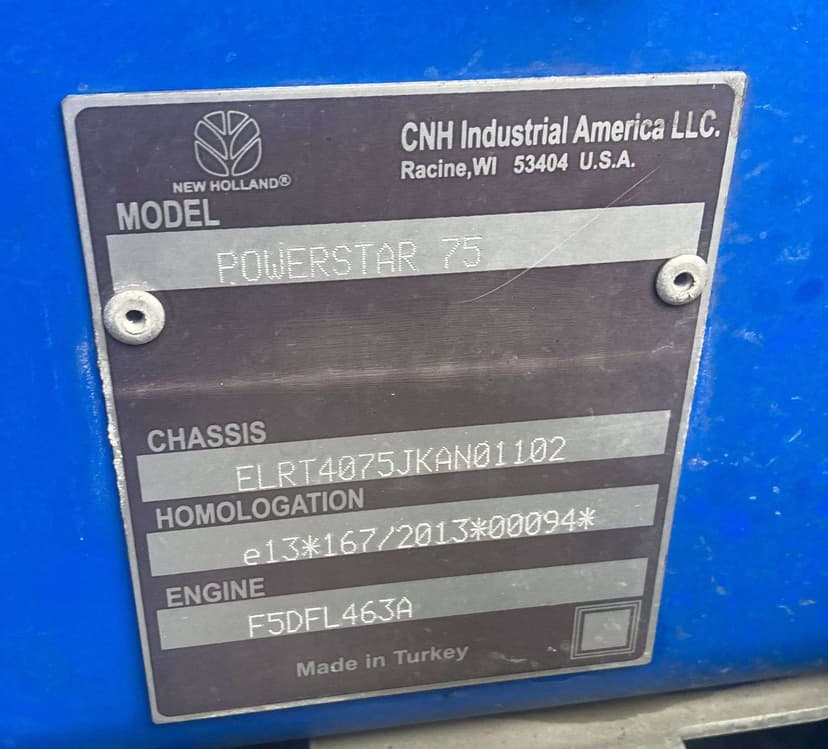 NEW HOLLAND®
CNH Industrial America LLC.
Racine,WI 53404 U.S.A.
MODEL
POWERSTAR 75
CHASSIS
ELRT4075JKAN01102
HOMOLOGATION
e13*167/2013*00094*
ENGINE
F5DFL463A
Made in Turkey